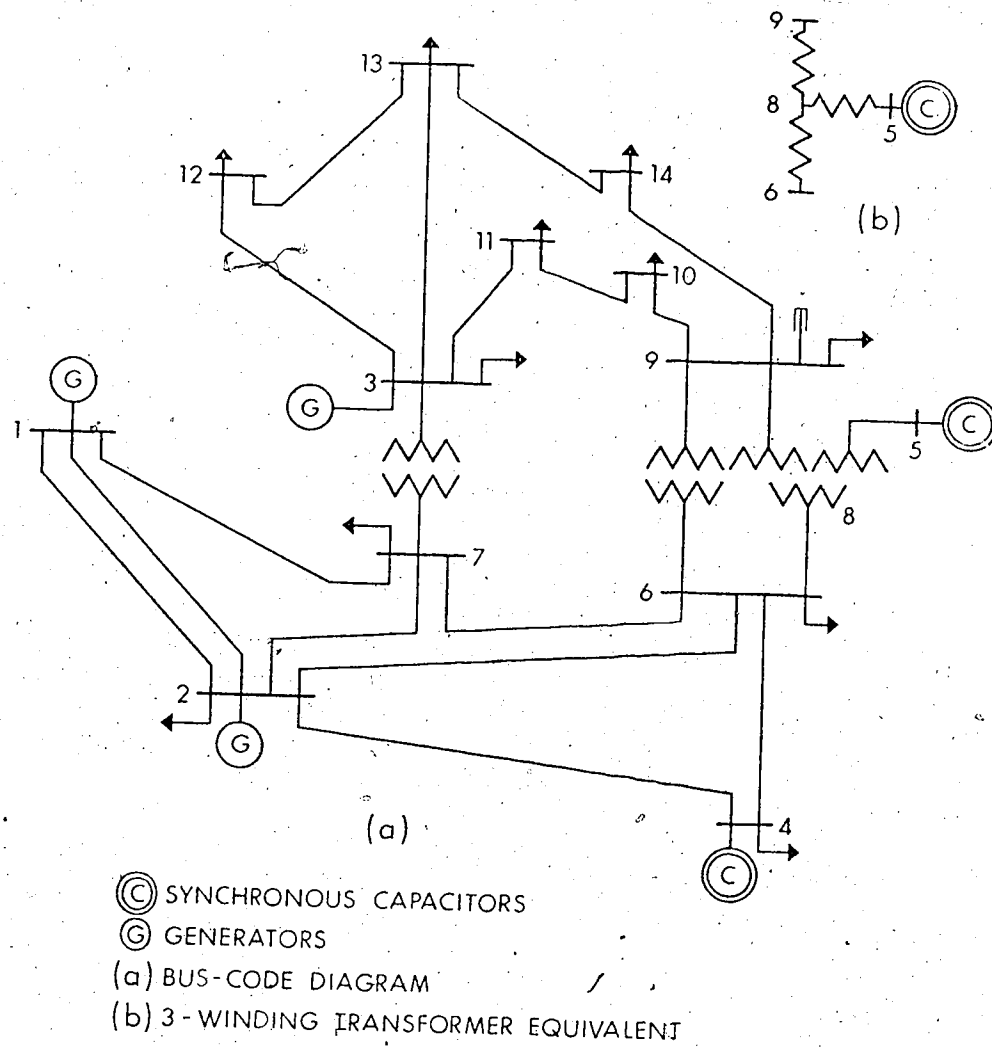 13
9
8
C
5
6
(b)
12
14
11
10
G
3
9
G
1
C
5
8
7
6
2
G
4
(a)
C
C SYNCHRONOUS CAPACITORS
G GENERATORS
(a) BUS-CODE DIAGRAM
(b) 3-WINDING TRANSFORMER EQUIVALENT